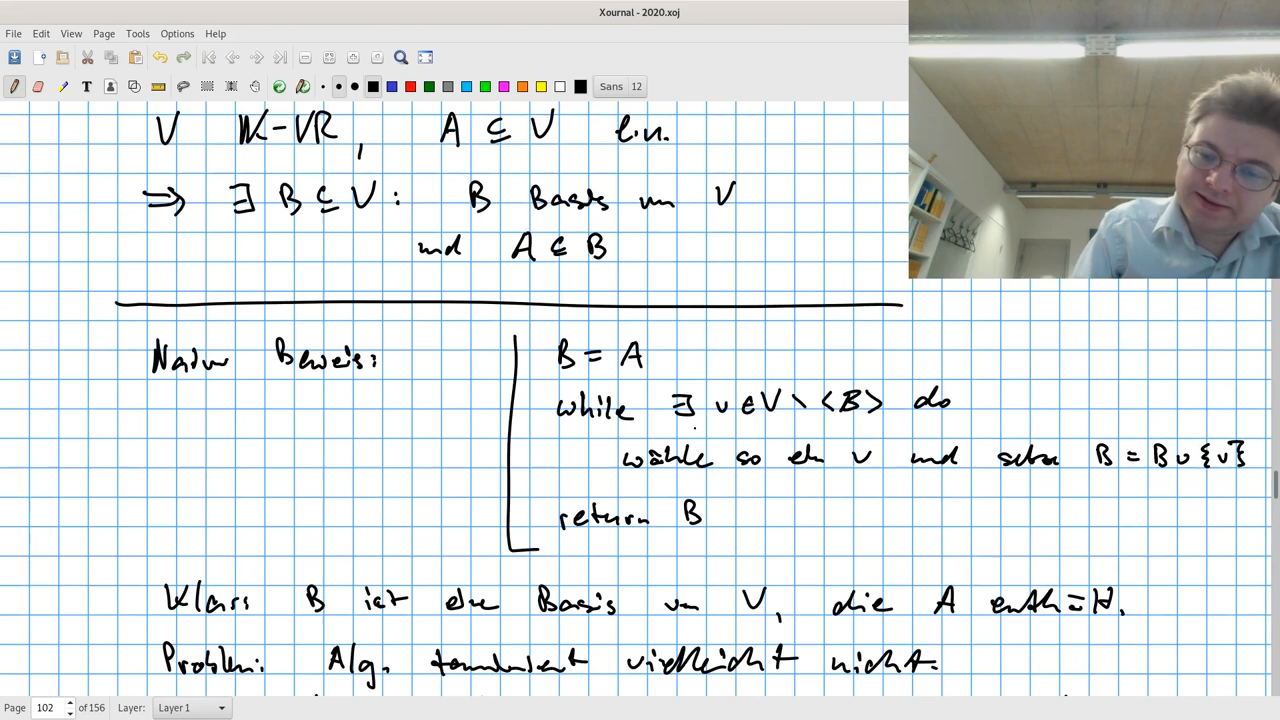 Xournal - 2020.xoj
File Edit View Page Tools Options Help
T Sans 12
V K-VR, A ⊆ V l.u.
⇒ ∃ B ⊆ V : B Basis von V
und A ⊆ B
Naiver Beweis:
B = A
while ∃ v ∈ V \ <B> do
wähle so ein v und setze B = B ∪ {v}
return B
Klar: B ist eine Basis von V, die A enthält.
Problem: Alg. terminiert vielleicht nicht.
Page 102 of 156 Layer: Layer 1